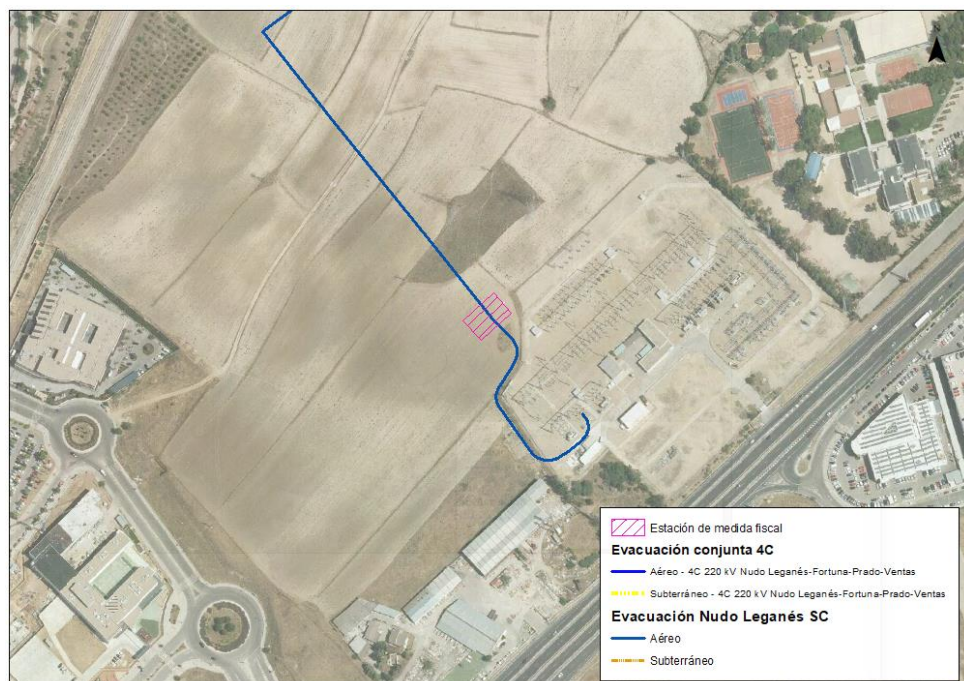 Estación de medida fiscal
Evacuación conjunta 4C
Aéreo - 4C 220 kV Nudo Leganés-Fortuna-Prado-Ventas
Subterráneo - 4C 220 kV Nudo Leganés-Fortuna-Prado-Ventas
Evacuación Nudo Leganés SC
Aéreo
Subterráneo